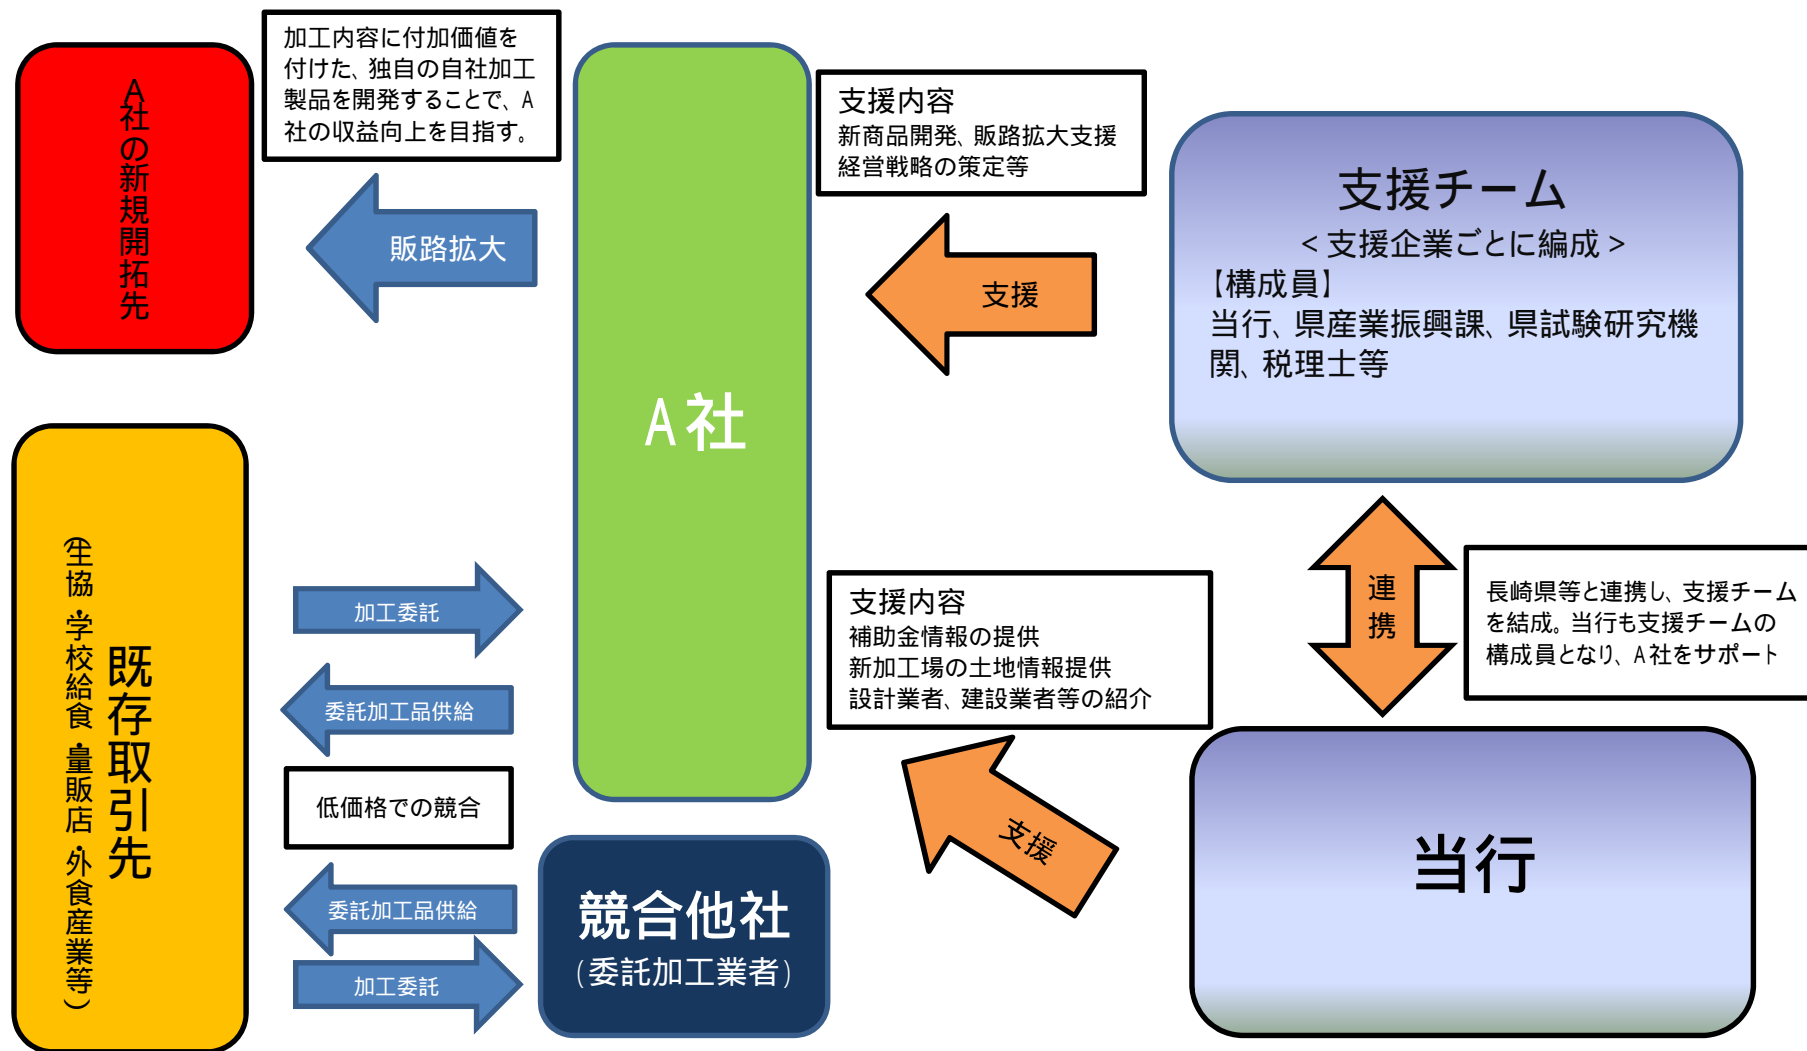 A社の新規開拓先
加工内容に付加価値を
付けた、独自の自社加工
製品を開発することで、A
社の収益向上を目指す。
販路拡大
A社
支援内容
新商品開発、販路拡大支援
経営戦略の策定等
支援
支援チーム
<支援企業ごとに編成>
【構成員】
当行、県産業振興課、県試験研究機
関、税理士等
既存取引先
(生協・学校給食・量販店・外食産業等)
加工委託
委託加工品供給
低価格での競合
委託加工品供給
加工委託
競合他社
(委託加工業者)
支援内容
補助金情報の提供
新加工場の土地情報提供
設計業者、建設業者等の紹介
支援
連携
長崎県等と連携し、支援チーム
を結成。当行も支援チームの
構成員となり、A社をサポート
当行